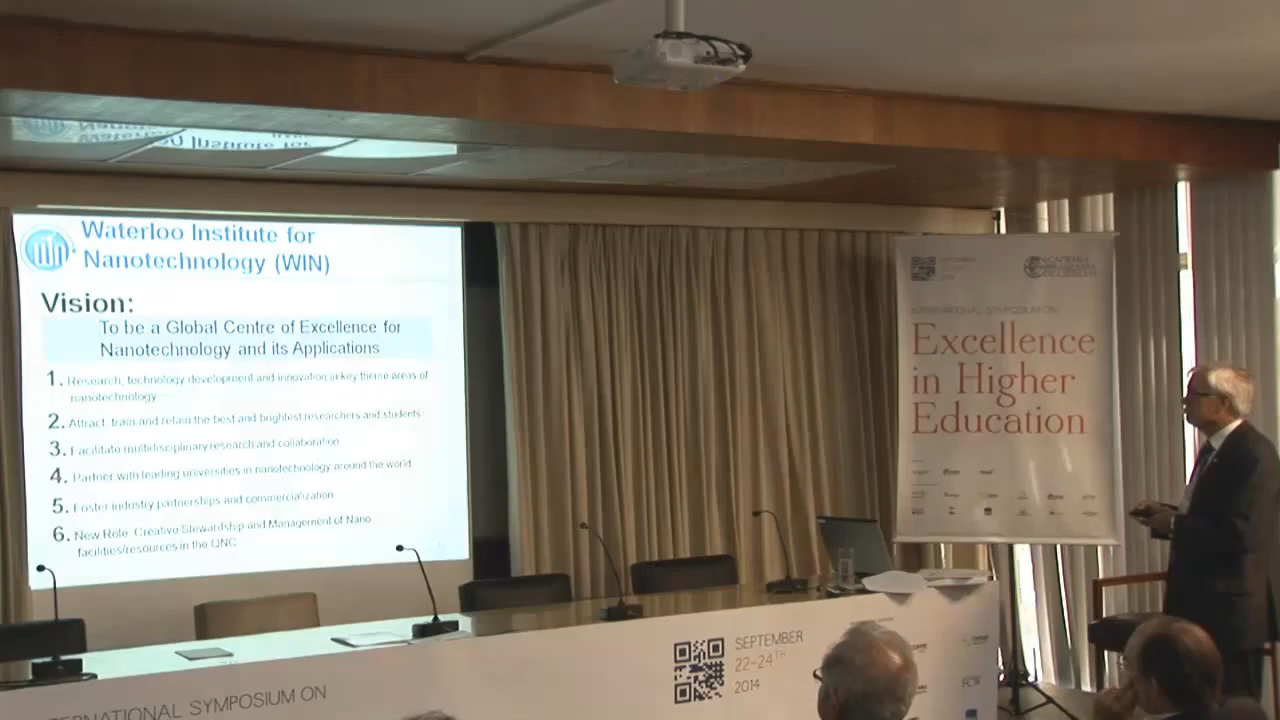 Waterloo Institute for
Nanotechnology (WIN)
Vision:
To be a Global Centre of Excellence for
Nanotechnology and its Applications
1. Research, technology development and innovation in key theme areas of
nanotechnology
2. Attract, train and retain the best and brightest researchers and students
3. Facilitate multidisciplinary research and collaboration
4. Partner with leading universities in nanotechnology around the world
5. Foster industry partnerships and commercialization
6. New Role: Creative Stewardship and Management of Nano
facilities/resources in the QNC
INTERNATIONAL SYMPOSIUM ON
Excellence
in Higher
Education
SEPTEMBER
22-24TH
2014
INTERNATIONAL SYMPOSIUM ON